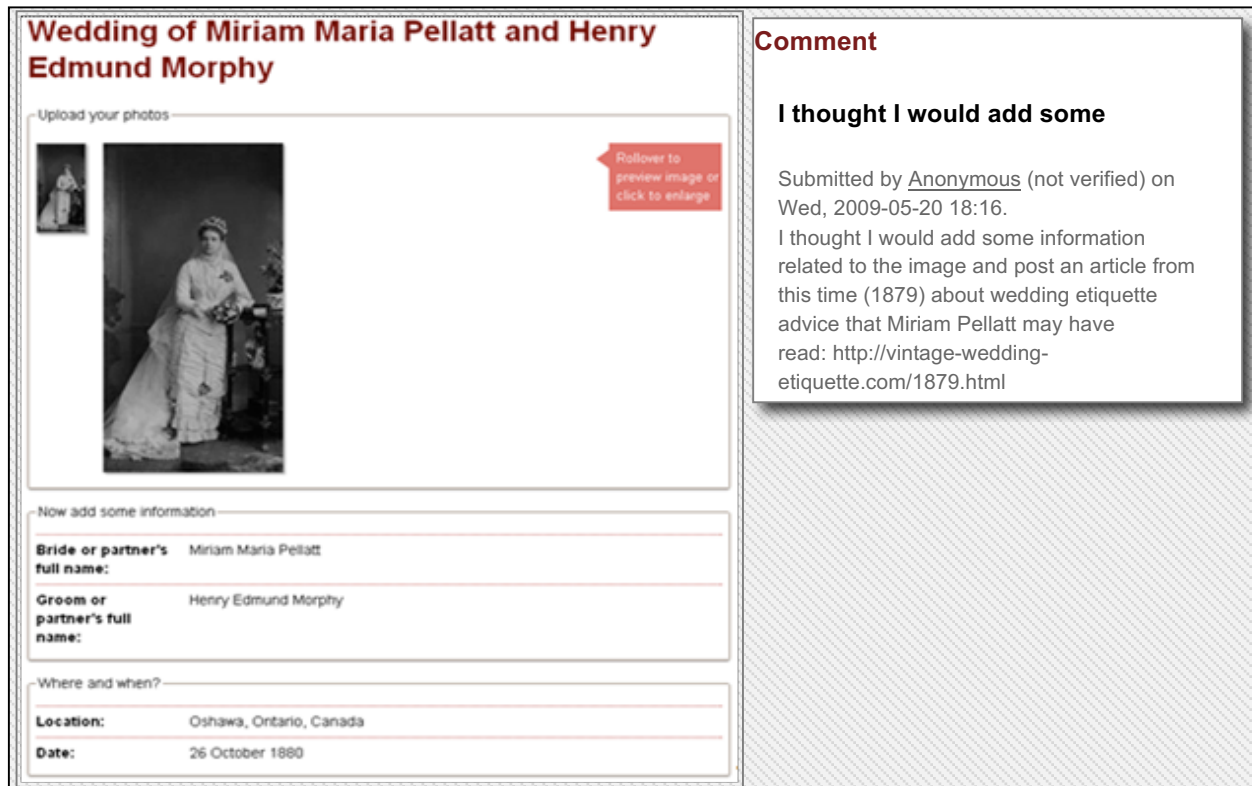 Wedding of Miriam Maria Pellatt and Henry
Edmund Morphy
Upload your photos
Rollover to
preview image or
click to enlarge
Now add some information
Bride or partner's
full name:
Miriam Maria Pellatt
Groom or
partner's full
name:
Henry Edmund Morphy
Where and when?
Location:
Oshawa, Ontario, Canada
Date:
26 October 1880
Comment
I thought I would add some
Submitted by Anonymous (not verified) on
Wed, 2009-05-20 18:16.
I thought I would add some information
related to the image and post an article from
this time (1879) about wedding etiquette
advice that Miriam Pellatt may have
read: http://vintage-wedding-
etiquette.com/1879.html